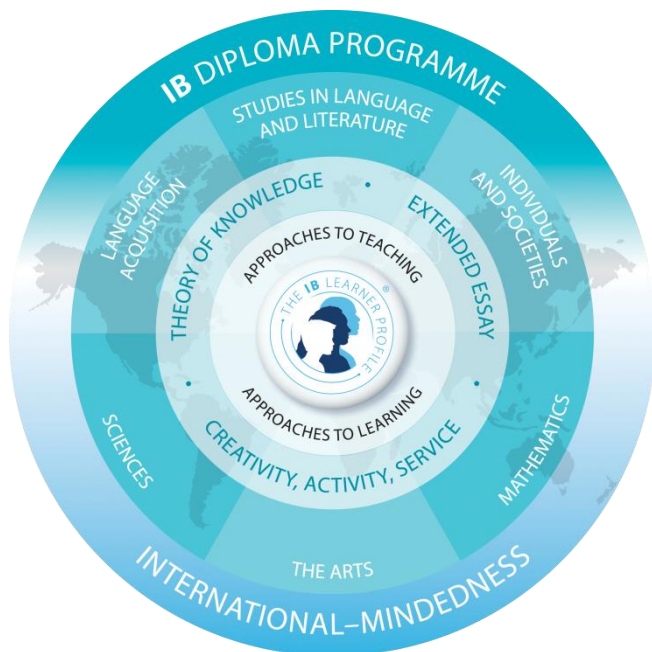 IB DIPLOMA PROGRAMME
STUDIES IN LANGUAGE
AND LITERATURE
LANGUAGE
ACQUISITION
INDIVIDUALS
AND SOCIETIES
THEORY OF KNOWLEDGE
•
EXTENDED ESSAY
•
APPROACHES TO TEACHING
THE IB LEARNER PROFILE
®
APPROACHES TO LEARNING
•
CREATIVITY, ACTIVITY, SERVICE
SCIENCES
MATHEMATICS
THE ARTS
INTERNATIONAL–MINDEDNESS